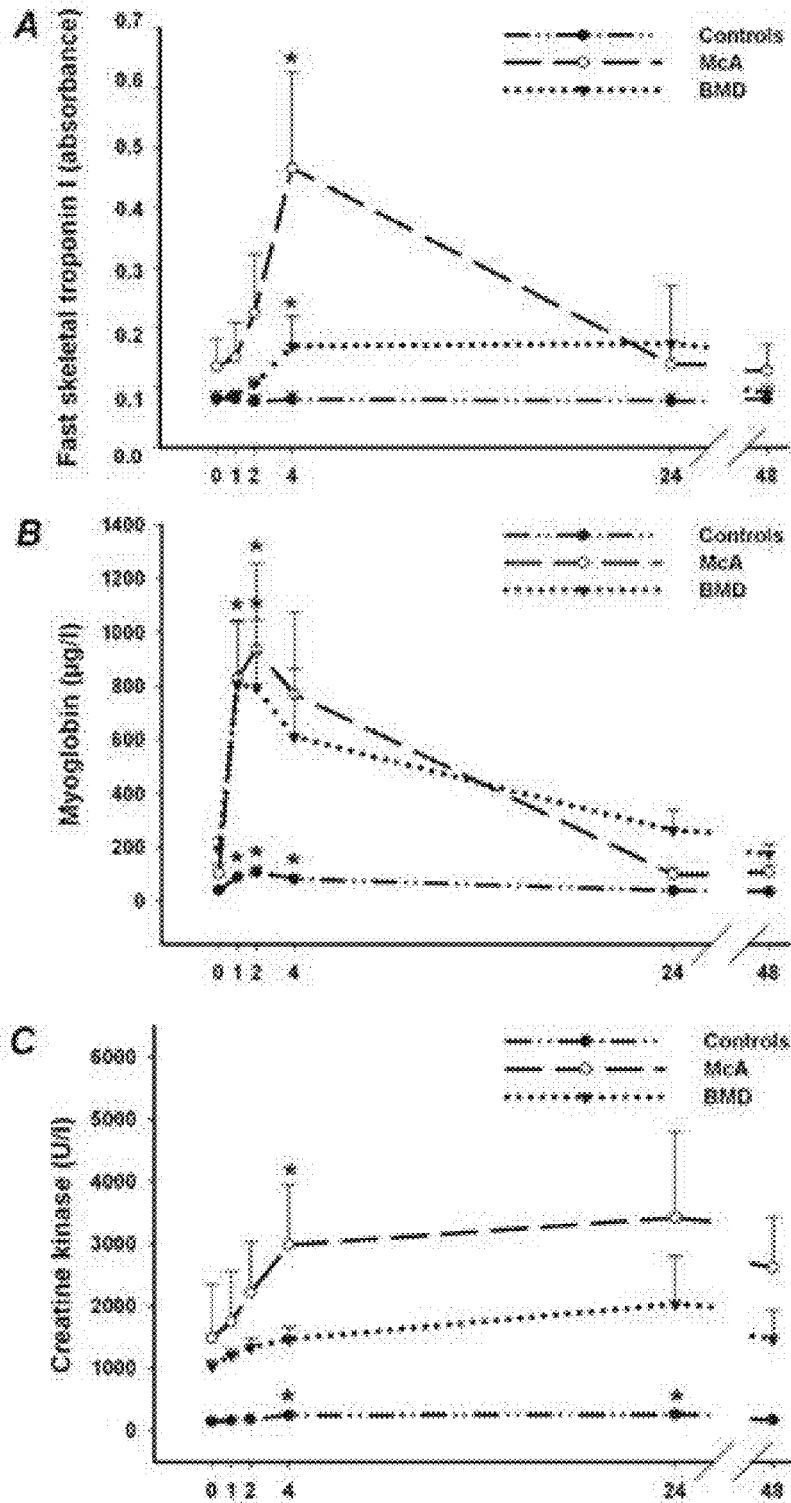 A
Fast skeletal troponin I (absorbance)
0.7
0.6
0.5
0.4
0.3
0.2
0.1
0.0
Controls
McA
BMD
*
*
0 1 2 4 24 48
B
Myoglobin (µg/l)
1400
1200
1000
800
600
400
200
0
Controls
McA
BMD
*
* *
* * *
0 1 2 4 24 48
C
Creatine kinase (U/l)
6000
5000
4000
3000
2000
1000
0
Controls
McA
BMD
*
* *
0 1 2 4 24 48